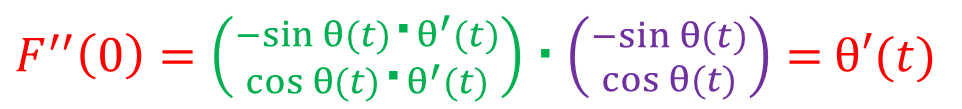 F′′(0) = (−sin θ(t) ▪ θ′(t) cos θ(t) ▪ θ′(t)) ▪ (−sin θ(t) cos θ(t)) = θ′(t)